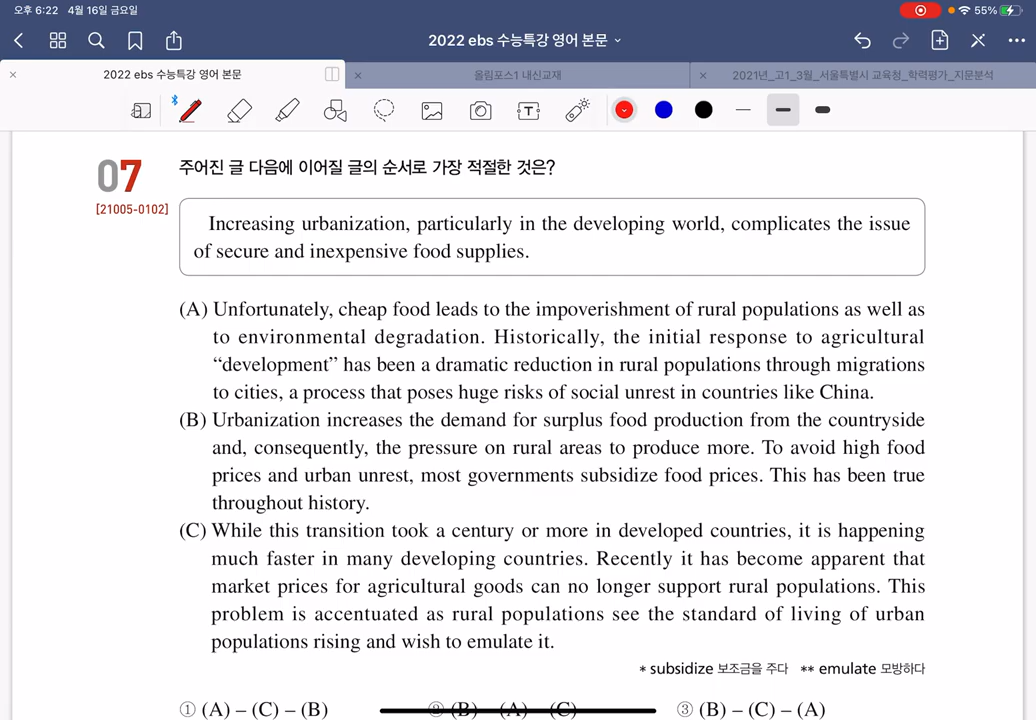 오후 6:22 4월 16일 금요일 55%
2022 ebs 수능특강 영어 본문
2022 ebs 수능특강 영어 본문 올림포스1 내신교재 2021년_고1_3월_서울특별시 교육청_학력평가_지문분석
07 주어진 글 다음에 이어질 글의 순서로 가장 적절한 것은?
[21005-0102]
Increasing urbanization, particularly in the developing world, complicates the issue
of secure and inexpensive food supplies.
(A) Unfortunately, cheap food leads to the impoverishment of rural populations as well as
to environmental degradation. Historically, the initial response to agricultural
“development” has been a dramatic reduction in rural populations through migrations
to cities, a process that poses huge risks of social unrest in countries like China.
(B) Urbanization increases the demand for surplus food production from the countryside
and, consequently, the pressure on rural areas to produce more. To avoid high food
prices and urban unrest, most governments subsidize food prices. This has been true
throughout history.
(C) While this transition took a century or more in developed countries, it is happening
much faster in many developing countries. Recently it has become apparent that
market prices for agricultural goods can no longer support rural populations. This
problem is accentuated as rural populations see the standard of living of urban
populations rising and wish to emulate it.
* subsidize 보조금을 주다 ** emulate 모방하다
① (A) – (C) – (B) ② (B) – (A) – (C) ③ (B) – (C) – (A)